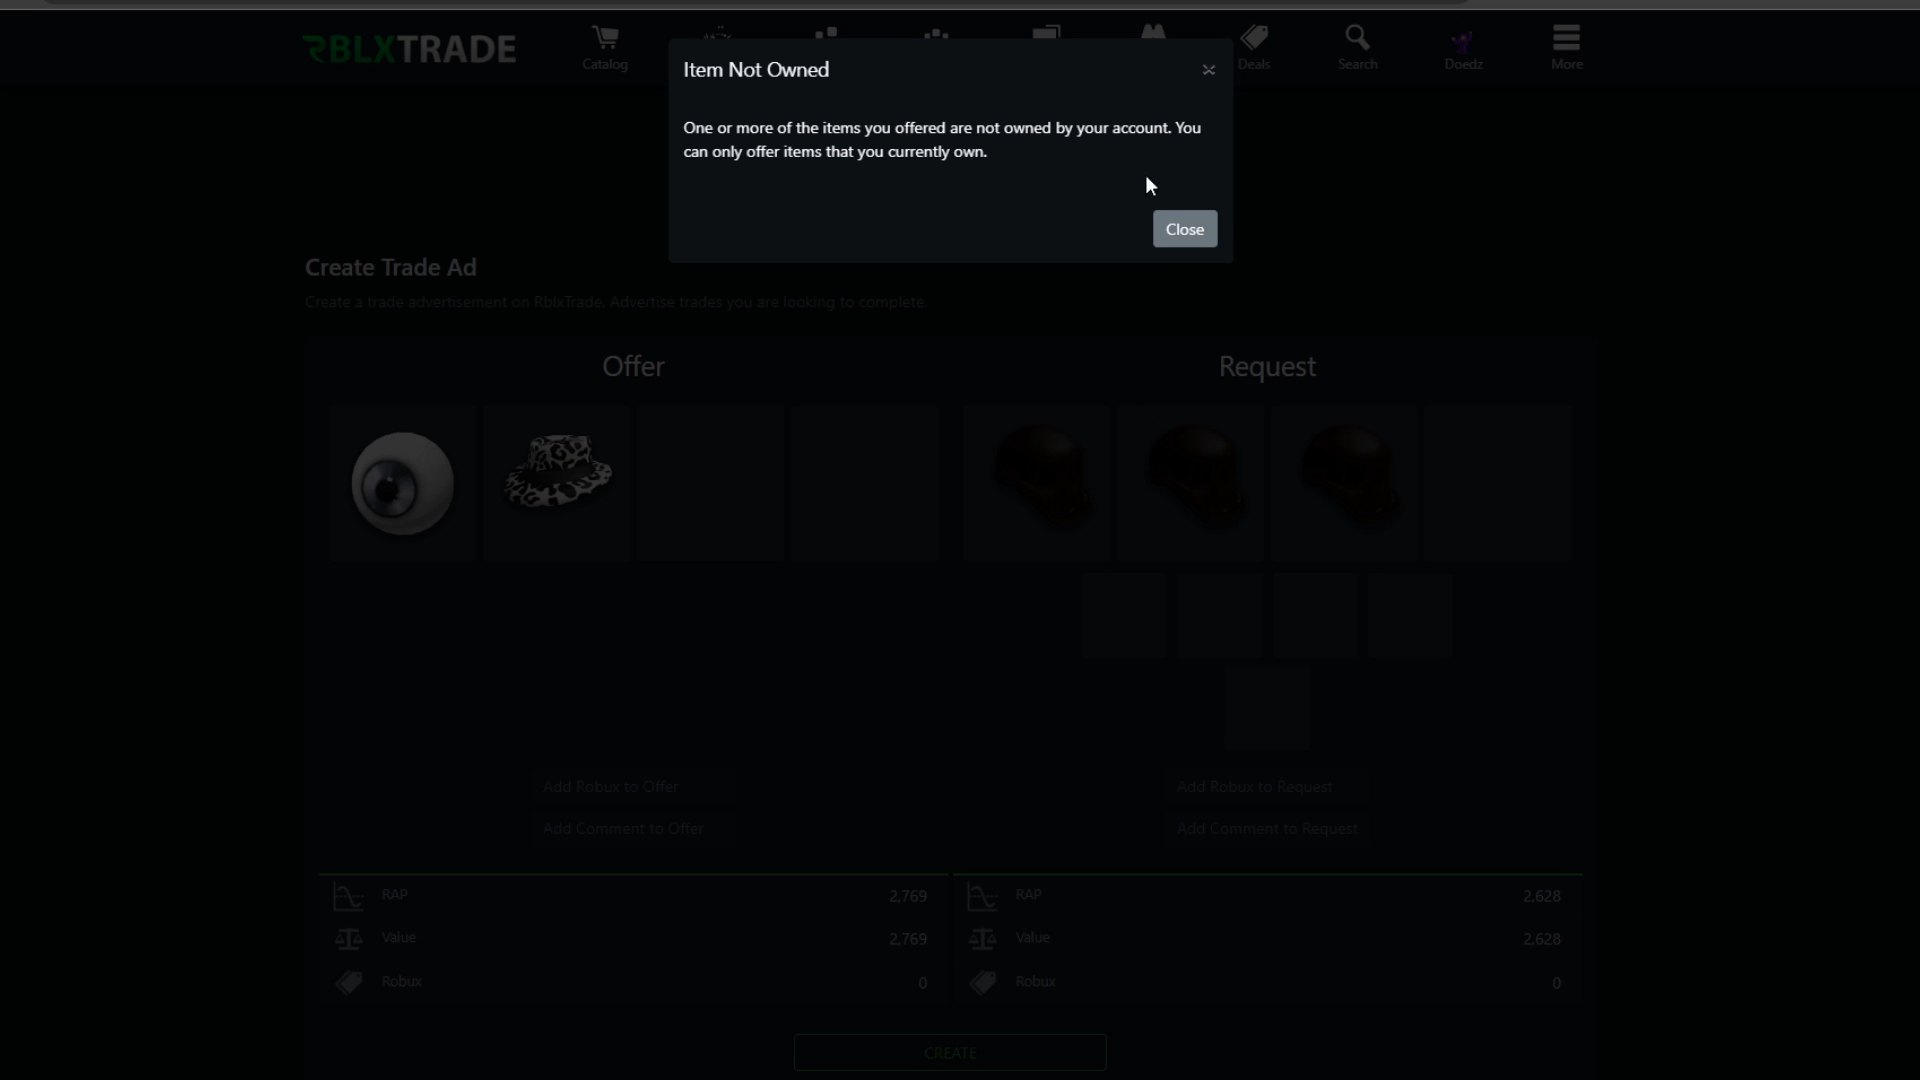 RBLXTRADE
Catalog
Deals
Search
Doedz
More
Item Not Owned
One or more of the items you offered are not owned by your account. You
can only offer items that you currently own.
Close
Create Trade Ad
Create a trade advertisement on RblxTrade. Advertise trades you are looking to complete.
Offer
Request
Add Robux to Offer
Add Comment to Offer
Add Robux to Request
Add Comment to Request
RAP 2,769
Value 2,769
Robux 0
RAP 2,628
Value 2,628
Robux 0
CREATE